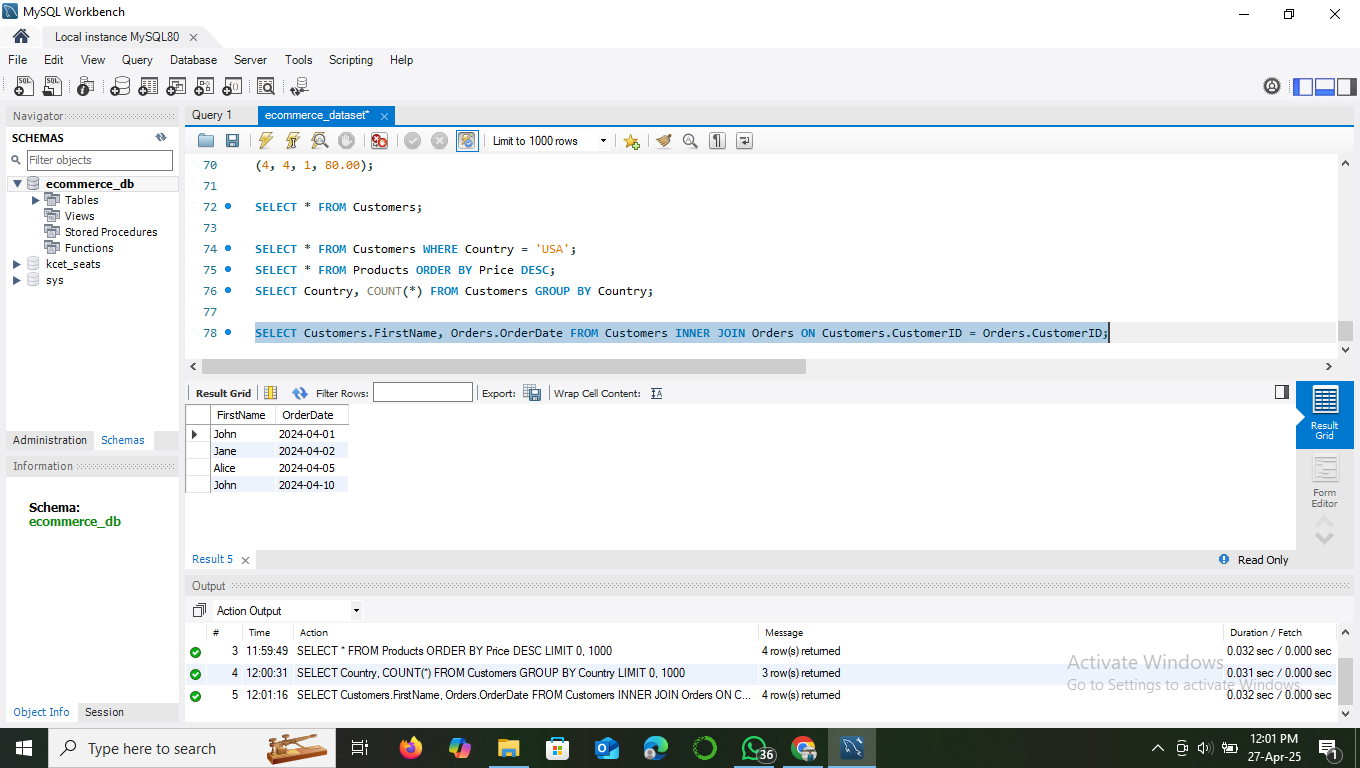 MySQL Workbench
Local instance MySQL80
File Edit View Query Database Server Tools Scripting Help
Navigator
SCHEMAS
Filter objects
ecommerce_db
Tables
Views
Stored Procedures
Functions
kcet_seats
sys
Administration Schemas
Information
Schema:
ecommerce_db
Object Info Session
Query 1 ecommerce_dataset*
Limit to 1000 rows
70 (4, 4, 1, 80.00);
71
72 SELECT * FROM Customers;
73
74 SELECT * FROM Customers WHERE Country = 'USA';
75 SELECT * FROM Products ORDER BY Price DESC;
76 SELECT Country, COUNT(*) FROM Customers GROUP BY Country;
77
78 SELECT Customers.FirstName, Orders.OrderDate FROM Customers INNER JOIN Orders ON Customers.CustomerID = Orders.CustomerID;
Result Grid Filter Rows: Export: Wrap Cell Content:
FirstName OrderDate
John 2024-04-01
Jane 2024-04-02
Alice 2024-04-05
John 2024-04-10
Result Grid
Form Editor
Result 5 Read Only
Output
Action Output
# Time Action Message Duration / Fetch
3 11:59:49 SELECT * FROM Products ORDER BY Price DESC LIMIT 0, 1000 4 row(s) returned 0.032 sec / 0.000 sec
4 12:00:31 SELECT Country, COUNT(*) FROM Customers GROUP BY Country LIMIT 0, 1000 3 row(s) returned 0.031 sec / 0.000 sec
5 12:01:16 SELECT Customers.FirstName, Orders.OrderDate FROM Customers INNER JOIN Orders ON C... 4 row(s) returned 0.032 sec / 0.000 sec
Activate Windows
Go to Settings to activate Windows.
Type here to search
36
12:01 PM
27-Apr-25
1